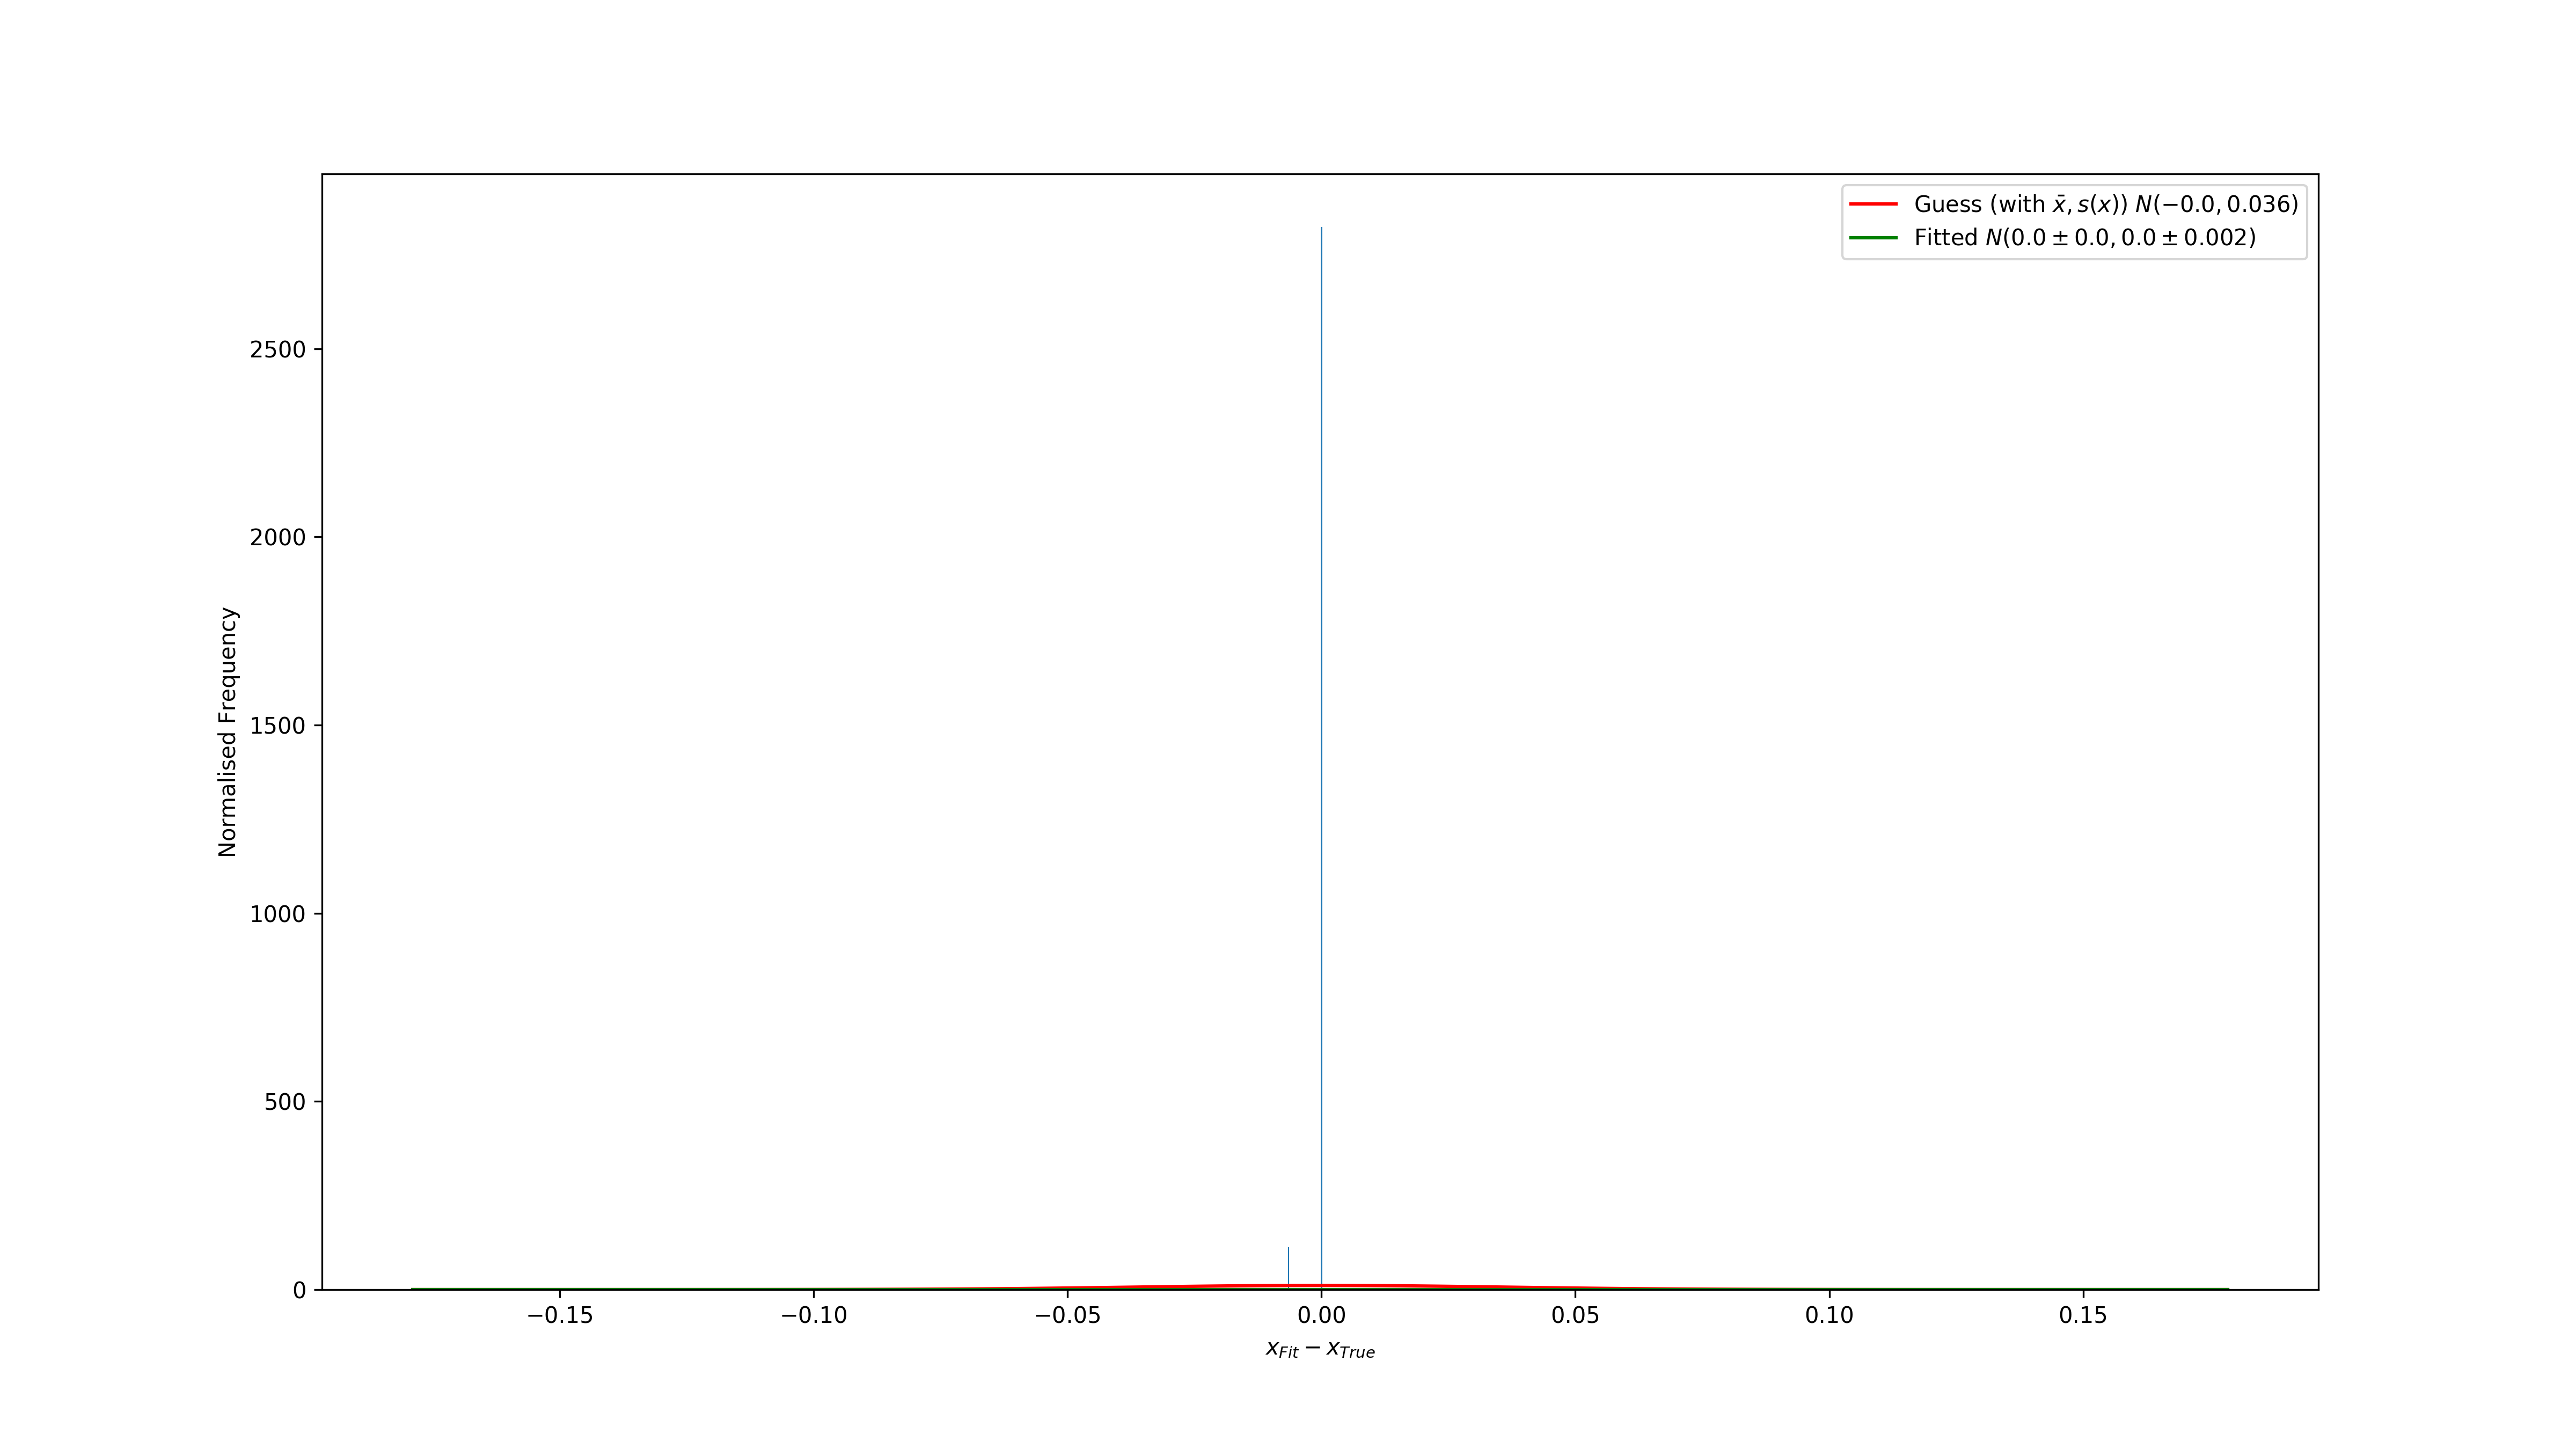 Guess (with x̄, s(x)) N(−0.0, 0.036)
Fitted N(0.0 ± 0.0, 0.0 ± 0.002)
Normalised Frequency
2500
2000
1500
1000
500
0
−0.15 −0.10 −0.05 0.00 0.05 0.10 0.15
x_Fit − x_True